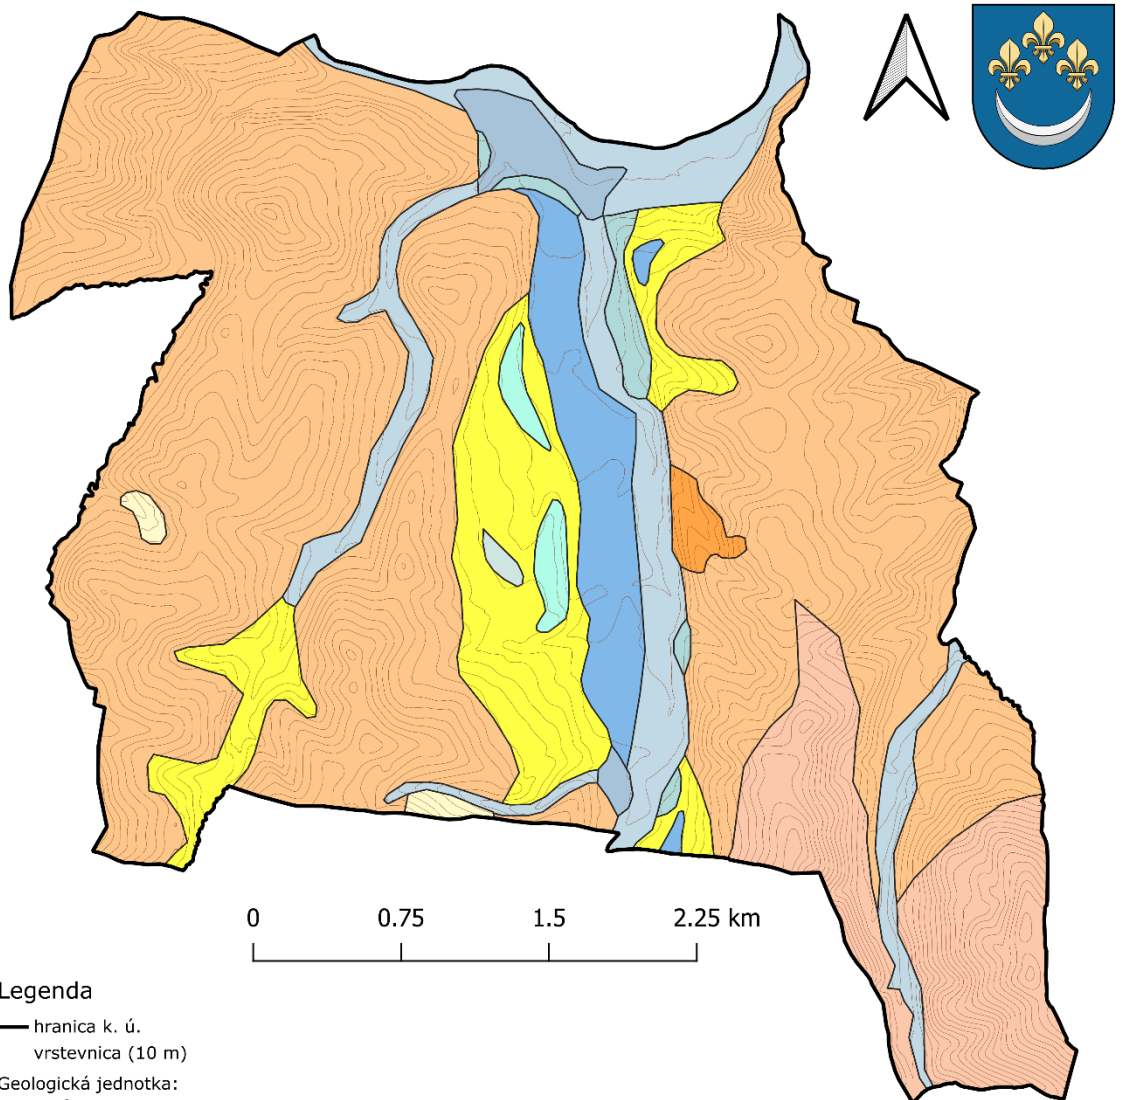 0 0.75 1.5 2.25 km
Legenda
hranica k. ú.
vrstevnica (10 m)
Geologická jednotka: